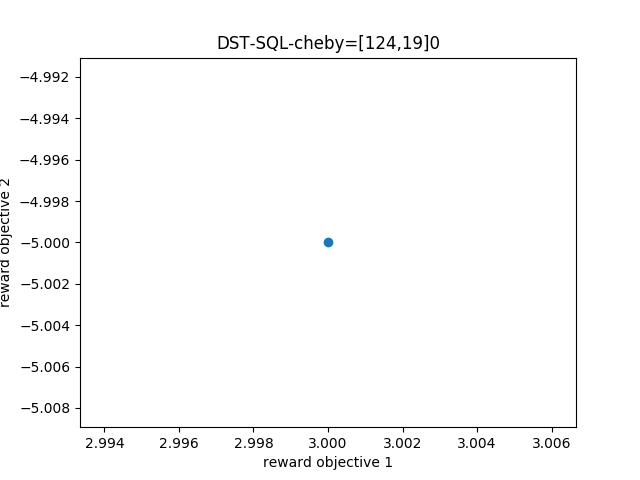 DST-SQL-cheby=[124,19]0
reward objective 2
−4.992
−4.994
−4.996
−4.998
−5.000
−5.002
−5.004
−5.006
−5.008
2.994 2.996 2.998 3.000 3.002 3.004 3.006
reward objective 1